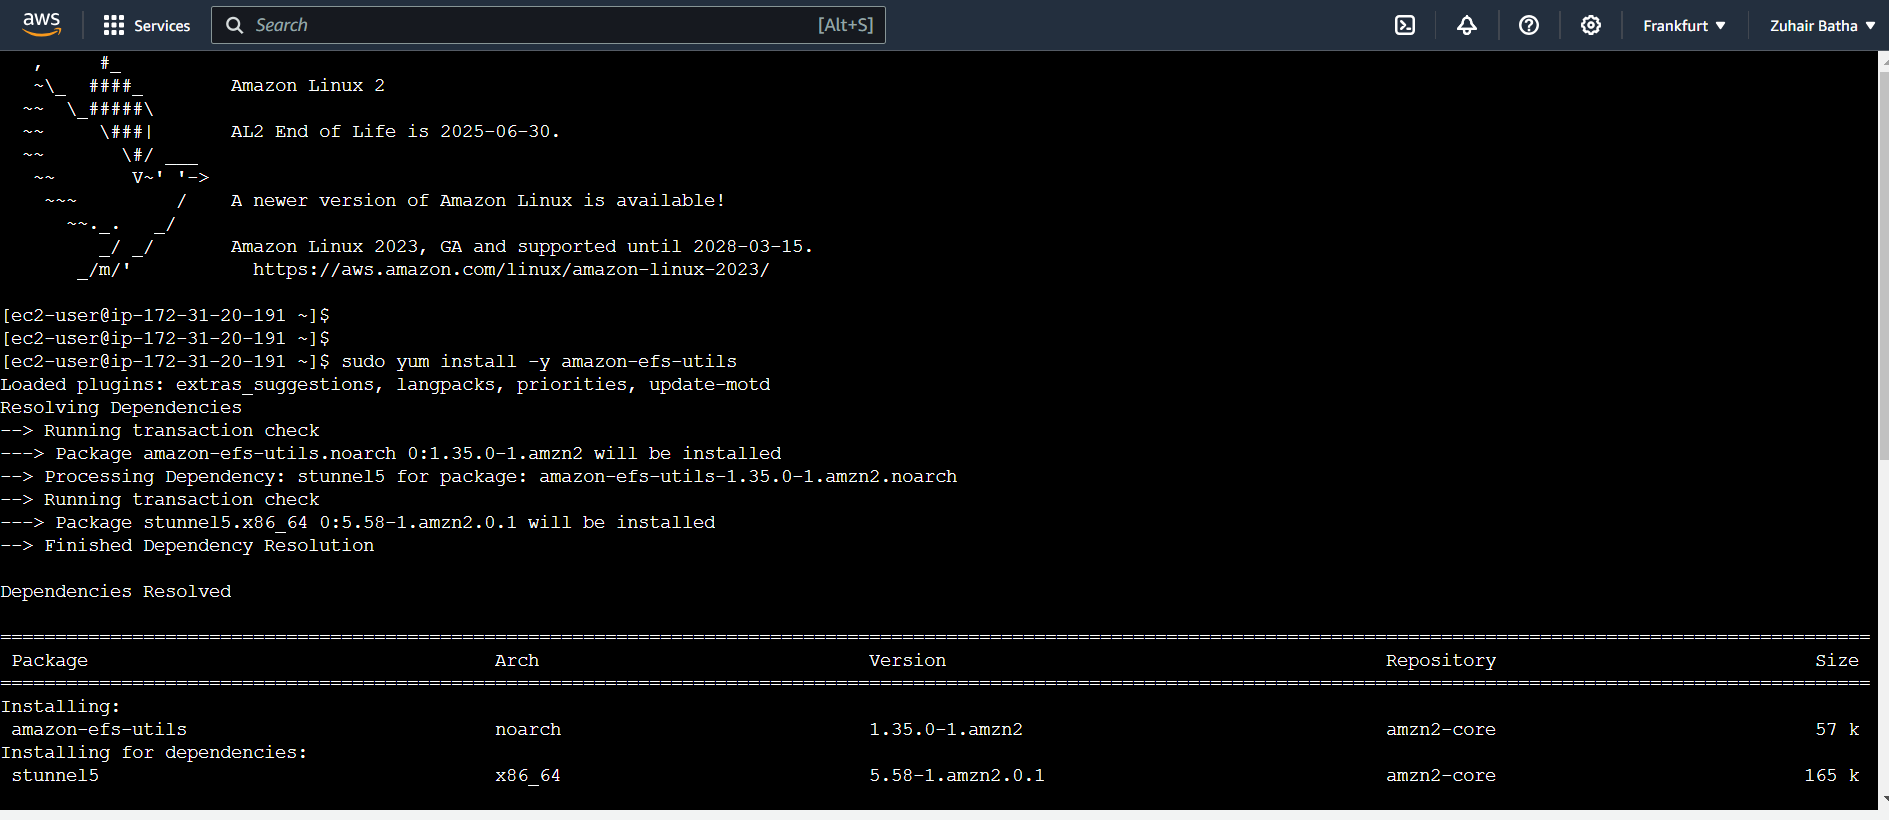 aws Services Search [Alt+S] Frankfurt Zuhair Batha
   ,     #_
   ~\_  ####_        Amazon Linux 2
  ~~  \_#####\
  ~~     \###|       AL2 End of Life is 2025-06-30.
  ~~       \#/ ___
   ~~       V~' '->
    ~~~         /    A newer version of Amazon Linux is available!
      ~~._.   _/
         _/ _/       Amazon Linux 2023, GA and supported until 2028-03-15.
       _/m/'           https://aws.amazon.com/linux/amazon-linux-2023/
[ec2-user@ip-172-31-20-191 ~]$
[ec2-user@ip-172-31-20-191 ~]$
[ec2-user@ip-172-31-20-191 ~]$ sudo yum install -y amazon-efs-utils
Loaded plugins: extras_suggestions, langpacks, priorities, update-motd
Resolving Dependencies
--> Running transaction check
---> Package amazon-efs-utils.noarch 0:1.35.0-1.amzn2 will be installed
--> Processing Dependency: stunnel5 for package: amazon-efs-utils-1.35.0-1.amzn2.noarch
--> Running transaction check
---> Package stunnel5.x86_64 0:5.58-1.amzn2.0.1 will be installed
--> Finished Dependency Resolution
Dependencies Resolved
Package Arch Version Repository Size
Installing:
amazon-efs-utils noarch 1.35.0-1.amzn2 amzn2-core 57 k
Installing for dependencies:
stunnel5 x86_64 5.58-1.amzn2.0.1 amzn2-core 165 k